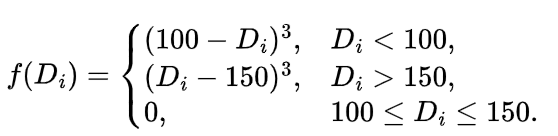 f(D_i) = { (100 − D_i)³, D_i < 100,
(D_i − 150)³, D_i > 150,
0, 100 ≤ D_i ≤ 150.